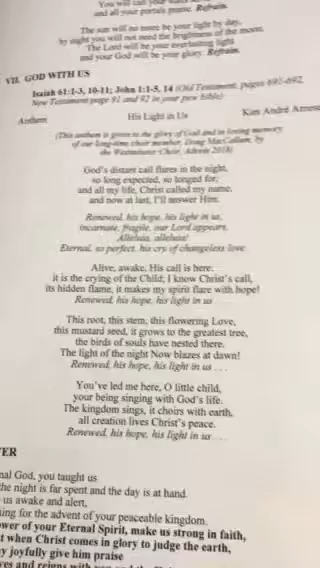 You will call your
and all your portals praise. Refrain.
The sun will no more be your light by day,
by night you will not need the brightness of the moon.
The Lord will be your everlasting light
and your God will be your glory. Refrain.
VII. GOD WITH US
Isaiah 61:1-3, 10-11; John 1:1-5, 14 (Old Testament, pages 691-692,
New Testament page 91 and 92 in your pew bible)
Anthem
His Light in Us
Kim André Arnese
(This anthem is given to the glory of God and in loving memory
of our long-time choir member, Doug MacCallum, by
the Westminster Choir, Advent 2018)
God's distant call flares in the night,
so long expected, so longed for;
and all my life, Christ called my name,
and now at last, I'll answer Him.
Renewed, his hope, his light in us,
incarnate, fragile, our Lord appears.
Alleluia, alleluia!
Eternal, so perfect, his cry of changeless love.
Alive, awake, His call is here:
it is the crying of the Child; I know Christ's call,
its hidden flame, it makes my spirit flare with hope!
Renewed, his hope, his light in us . . .
This root, this stem, this flowering Love,
this mustard seed, it grows to the greatest tree,
the birds of souls have nested there.
The light of the night Now blazes at dawn!
Renewed, his hope, his light in us . . .
You've led me here, O little child,
your being singing with God's life.
The kingdom sings, it choirs with earth,
all creation lives Christ's peace.
Renewed, his hope, his light in us . . .
ER
nal God, you taught us
the night is far spent and the day is at hand.
us awake and alert,
ing for the advent of your peaceable kingdom.
ower of your Eternal Spirit, make us strong in faith,
t when Christ comes in glory to judge the earth,
y joyfully give him praise
ves and reigns with